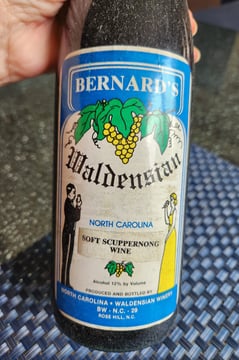 BERNARD'S
Waldensian
NORTH CAROLINA
SOFT SCUPPERNONG
WINE
Alcohol 12% by Volume
PRODUCED AND BOTTLED BY
NORTH CAROLINA • WALDENSIAN WINERY
BW - N.C. - 29
ROSE HILL, N.C.